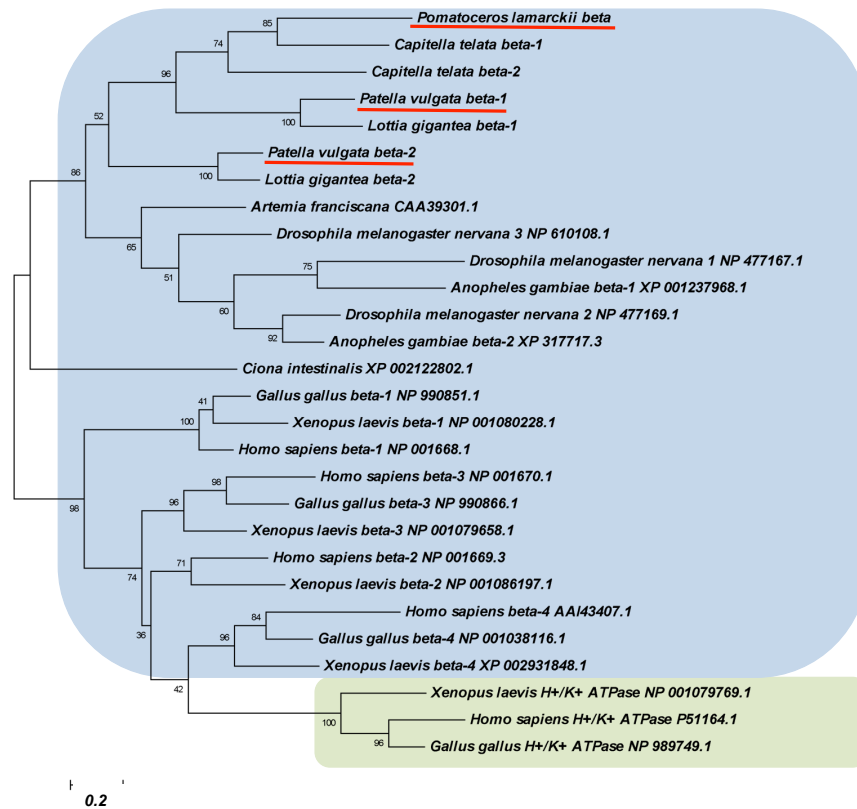 Pomatoceros lamarckii beta
85
Capitella telata beta-1
74
Capitella telata beta-2
96
Patella vulgata beta-1
100
Lottia gigantea beta-1
52
Patella vulgata beta-2
86
100
Lottia gigantea beta-2
Artemia franciscana CAA39301.1
65
Drosophila melanogaster nervana 3 NP 610108.1
51
Drosophila melanogaster nervana 1 NP 477167.1
75
Anopheles gambiae beta-1 XP 001237968.1
60
Drosophila melanogaster nervana 2 NP 477169.1
92
Anopheles gambiae beta-2 XP 317717.3
Ciona intestinalis XP 002122802.1
Gallus gallus beta-1 NP 990851.1
41
Xenopus laevis beta-1 NP 001080228.1
100
Homo sapiens beta-1 NP 001668.1
98
Homo sapiens beta-3 NP 001670.1
98
Gallus gallus beta-3 NP 990866.1
96
Xenopus laevis beta-3 NP 001079658.1
74
Homo sapiens beta-2 NP 001669.3
71
Xenopus laevis beta-2 NP 001086197.1
36
Homo sapiens beta-4 AAI43407.1
84
Gallus gallus beta-4 NP 001038116.1
96
Xenopus laevis beta-4 XP 002931848.1
42
Xenopus laevis H+/K+ ATPase NP 001079769.1
100
Homo sapiens H+/K+ ATPase P51164.1
96
Gallus gallus H+/K+ ATPase NP 989749.1
0.2